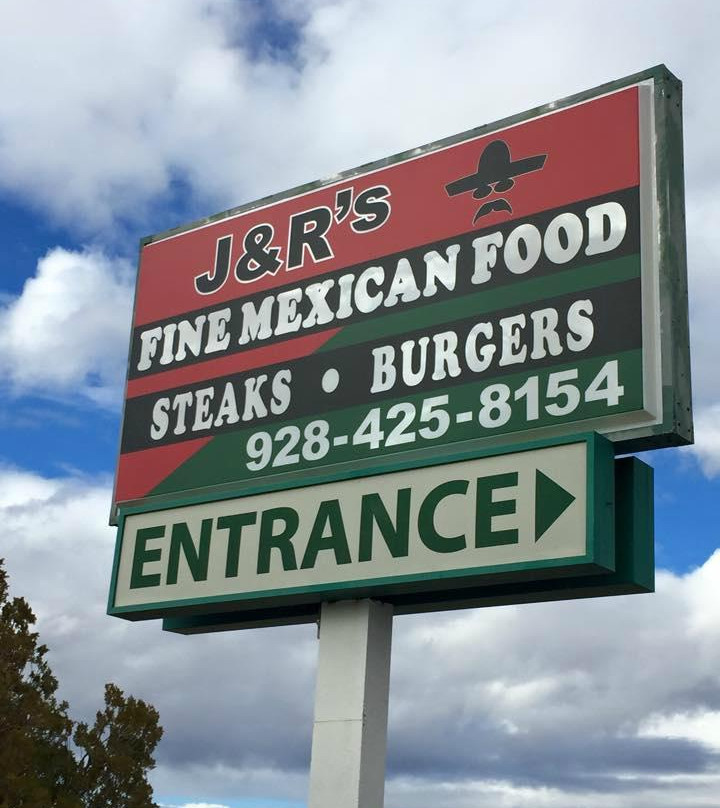 J&R's
FINE MEXICAN FOOD
STEAKS • BURGERS
928-425-8154
ENTRANCE